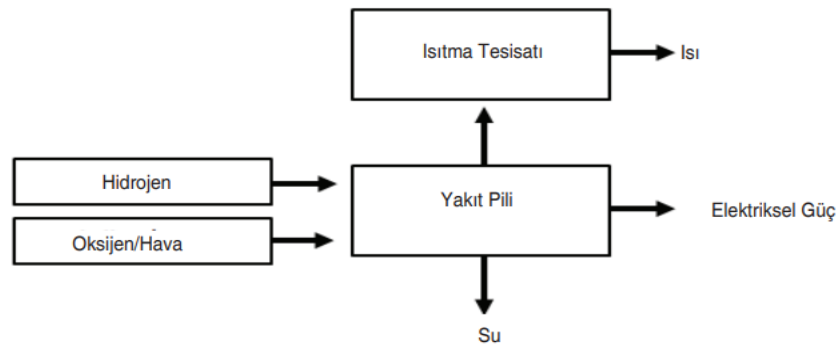 Isıtma Tesisatı
Isı
Hidrojen
Yakıt Pili
Elektriksel Güç
Oksijen/Hava
Su